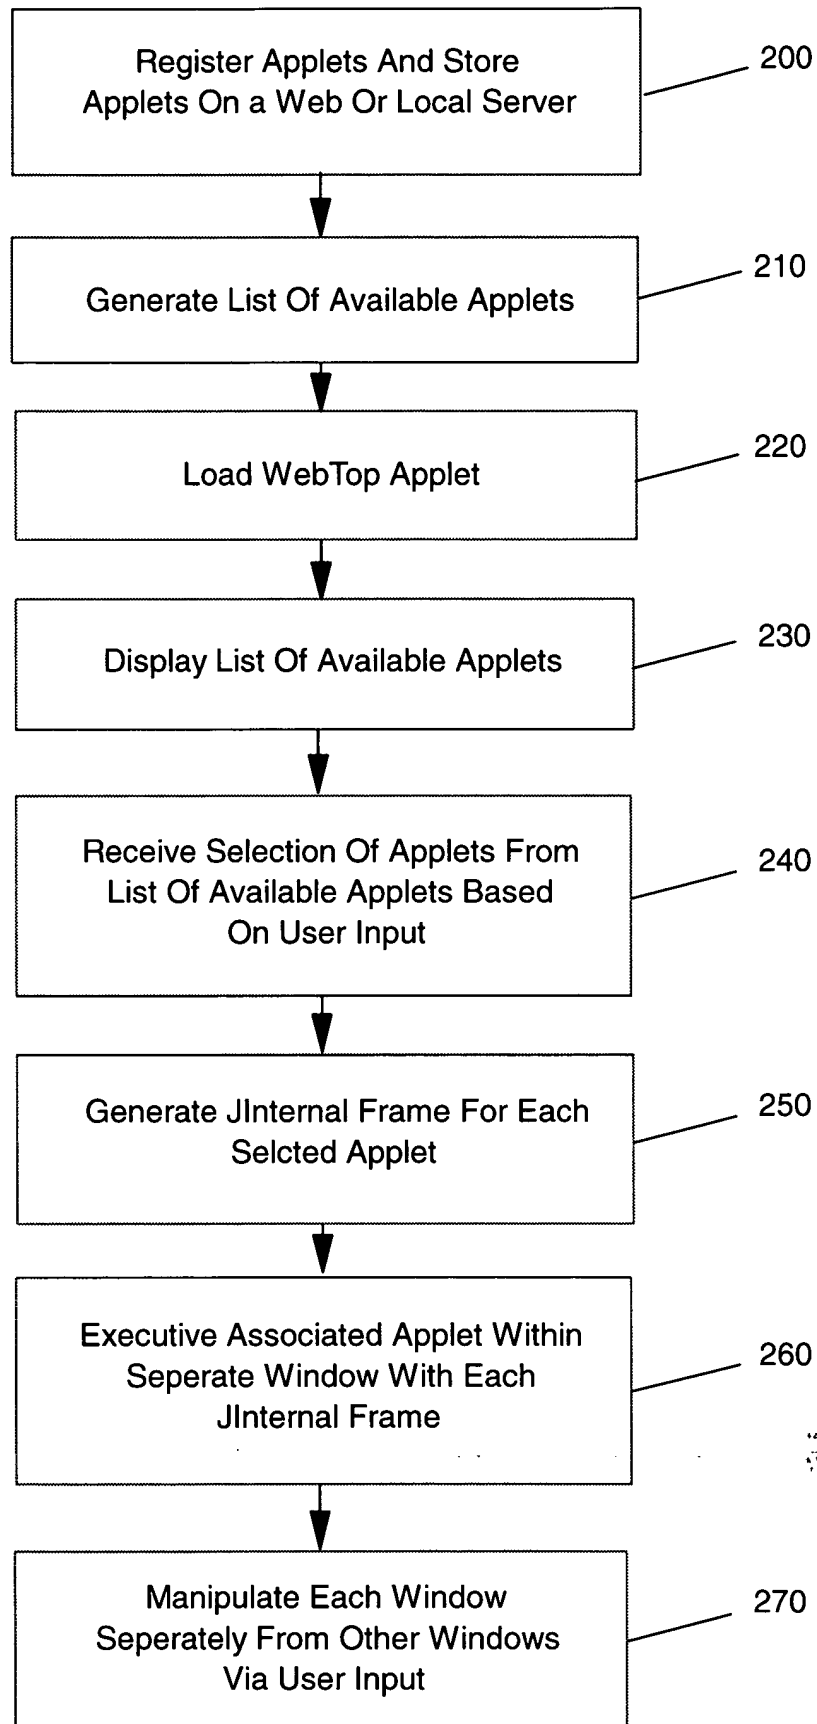 Register Applets And Store
Applets On a Web Or Local Server
200
Generate List Of Available Applets
210
Load WebTop Applet
220
Display List Of Available Applets
230
Receive Selection Of Applets From
List Of Available Applets Based
On User Input
240
Generate JInternal Frame For Each
Selcted Applet
250
Executive Associated Applet Within
Seperate Window With Each
JInternal Frame
260
Manipulate Each Window
Seperately From Other Windows
Via User Input
270